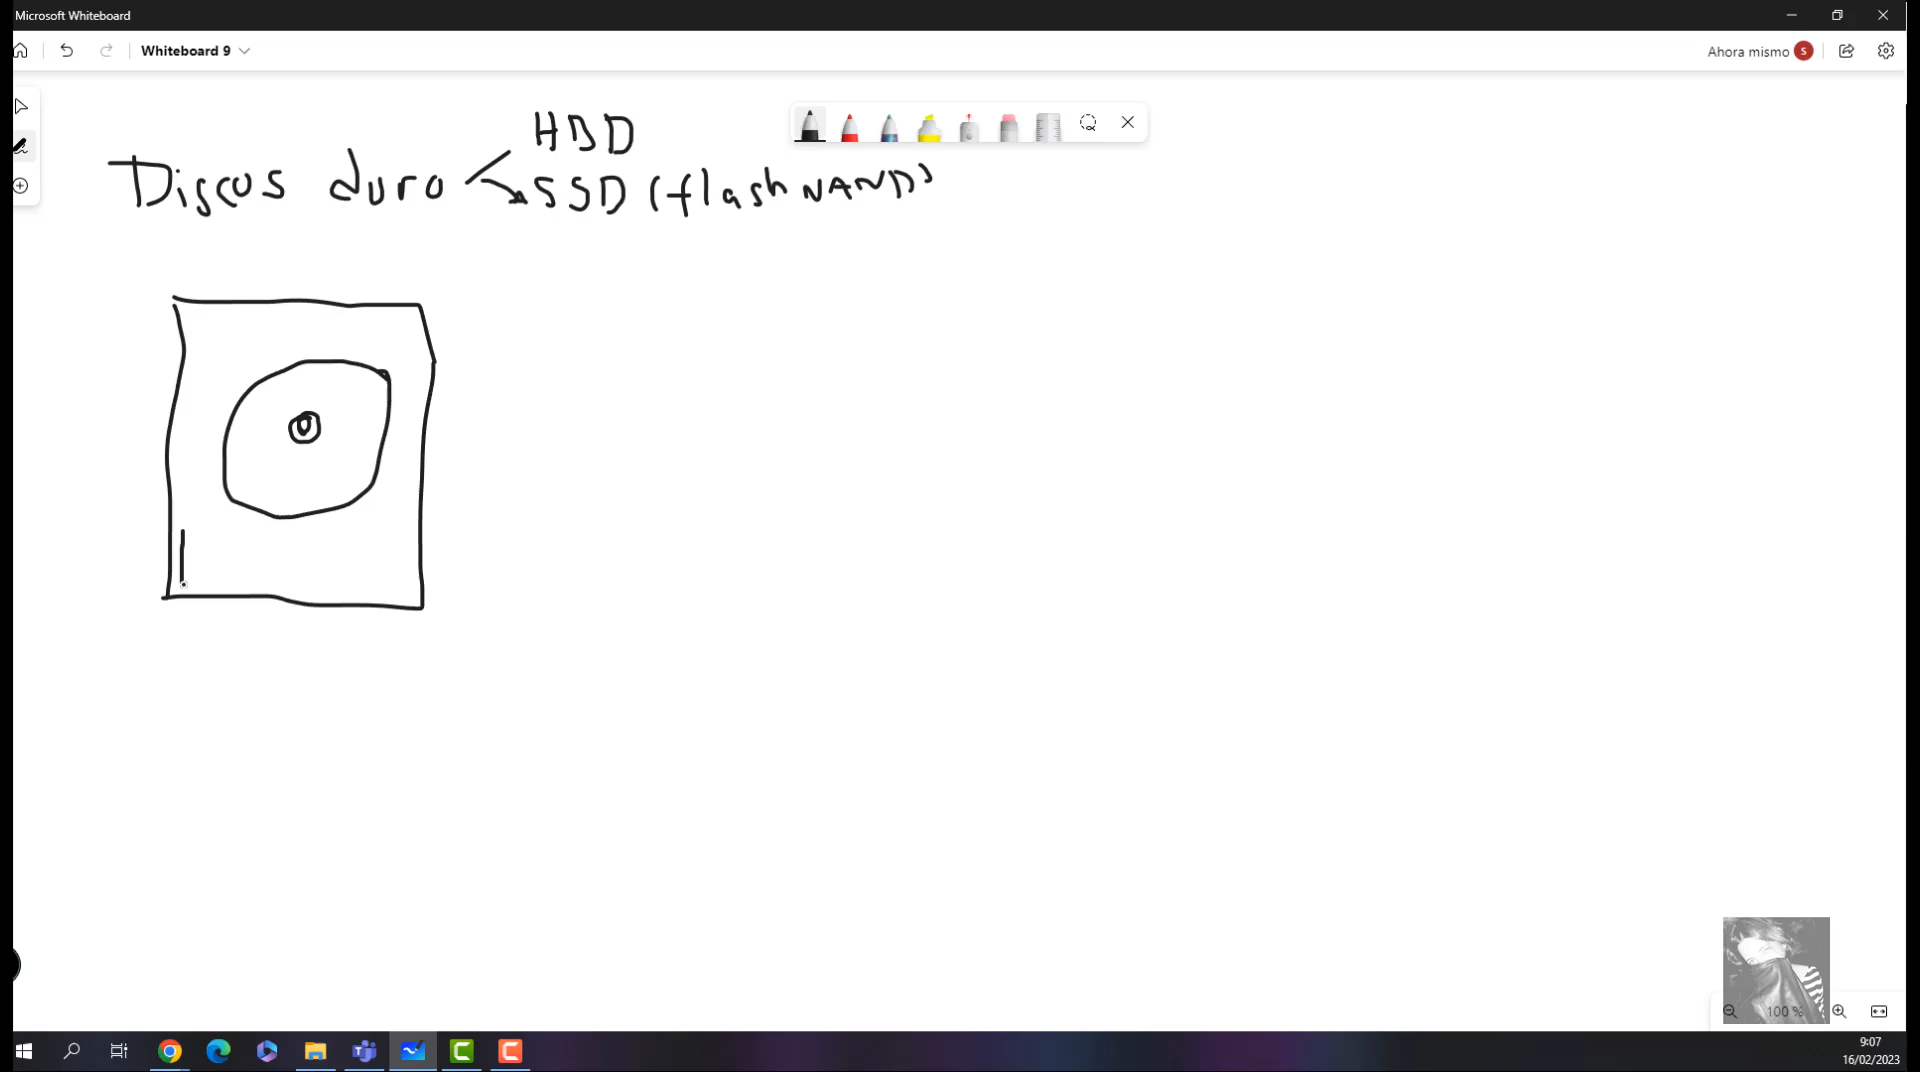 Microsoft Whiteboard
Whiteboard 9
Ahora mismo S
HDD
Discos duro
SSD (flash NAND)
100 %
9:07
16/02/2023